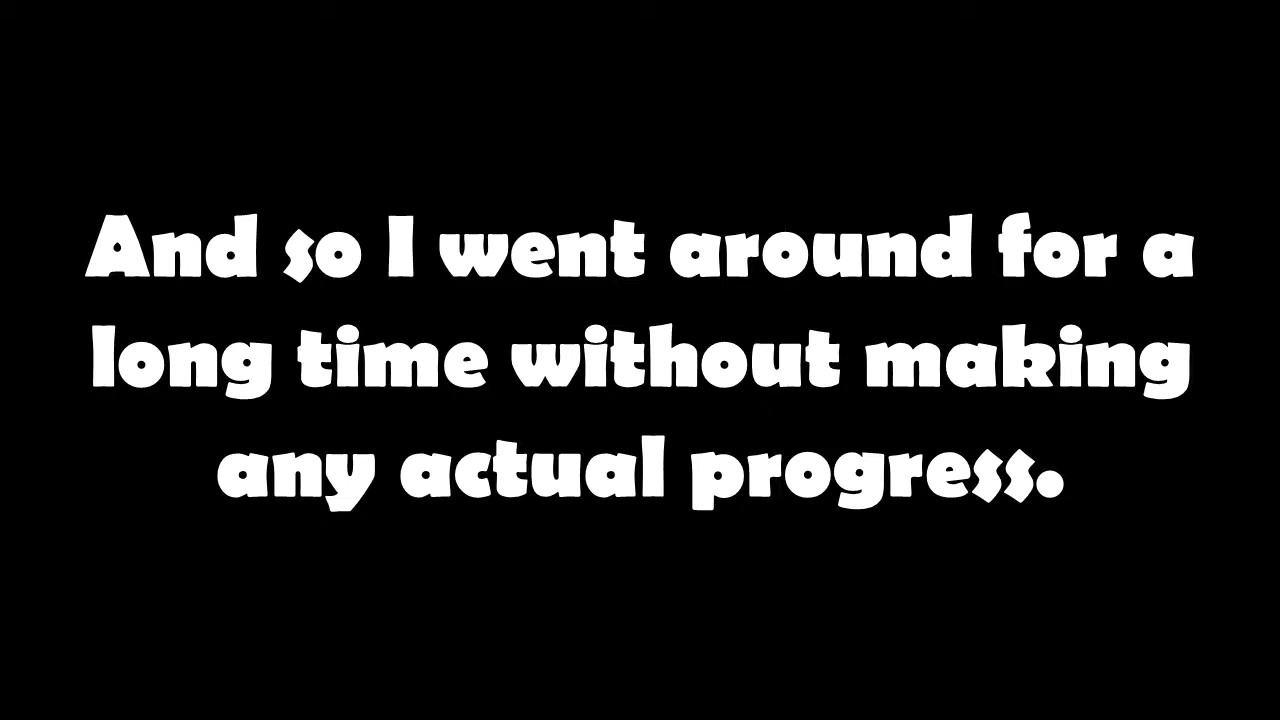 And so I went around for a
long time without making
any actual progress.